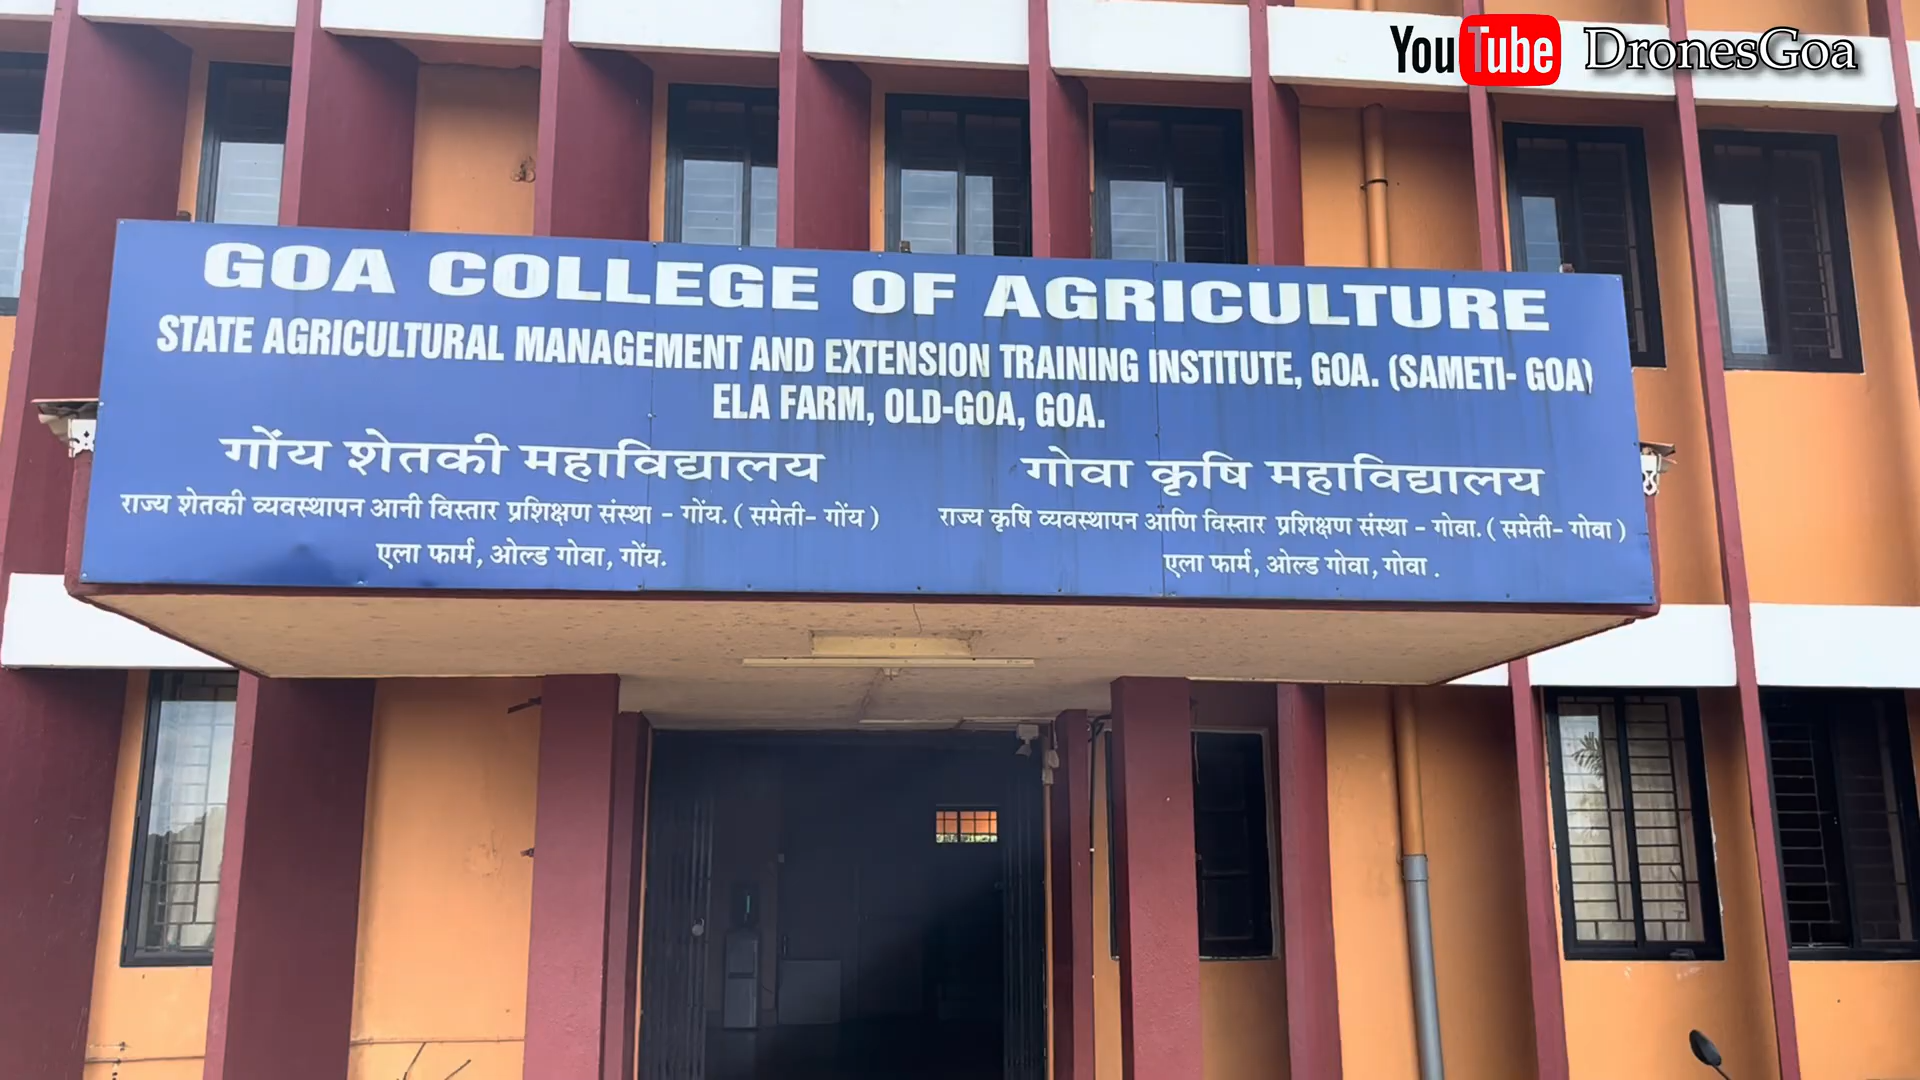 YouTube DronesGoa
GOA COLLEGE OF AGRICULTURE
STATE AGRICULTURAL MANAGEMENT AND EXTENSION TRAINING INSTITUTE, GOA. (SAMETI- GOA)
ELA FARM, OLD-GOA, GOA.
गोंय शेतकी महाविद्यालय
राज्य शेतकी व्यवस्थापन आनी विस्तार प्रशिक्षण संस्था - गोंय. ( समेती- गोंय )
एला फार्म, ओल्ड गोवा, गोंय.
गोवा कृषि महाविद्यालय
राज्य कृषि व्यवस्थापन आणि विस्तार प्रशिक्षण संस्था - गोवा. ( समेती- गोवा )
एला फार्म, ओल्ड गोवा, गोवा .